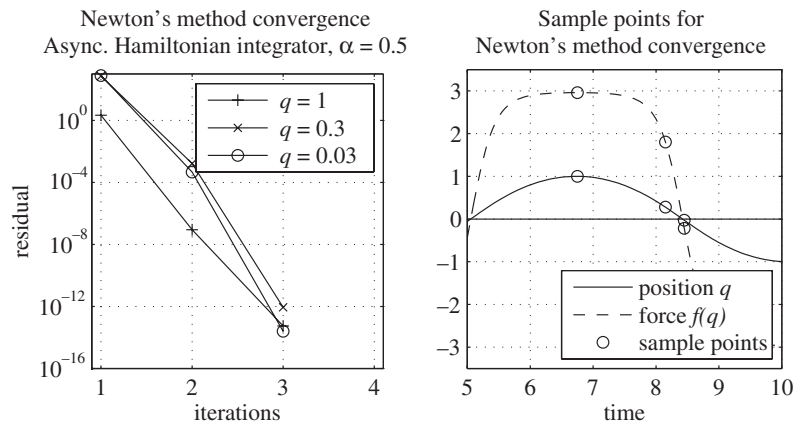 Newton’s method convergence
Async. Hamiltonian integrator, α = 0.5
10^0
10^-4
10^-8
10^-12
10^-16
residual
1
2
3
4
iterations
q = 1
q = 0.3
q = 0.03
Sample points for
Newton’s method convergence
3
2
1
0
−1
−2
−3
5
6
7
8
9
10
time
position q
force f(q)
sample points